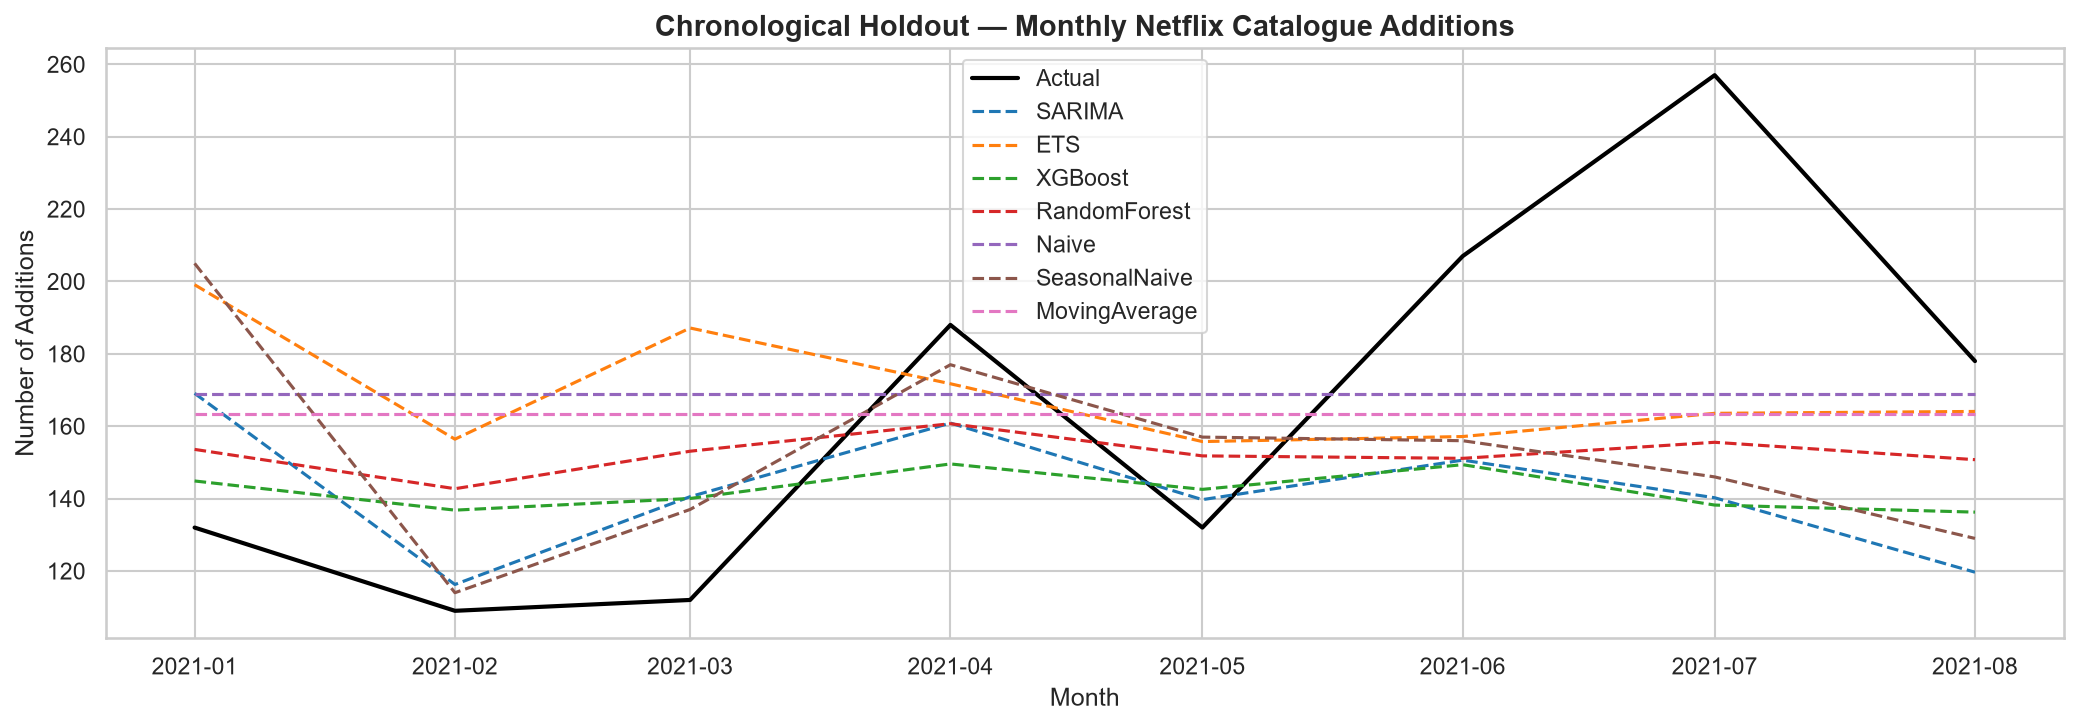 Chronological Holdout — Monthly Netflix Catalogue Additions
Number of Additions
260
240
220
200
180
160
140
120
Actual
SARIMA
ETS
XGBoost
RandomForest
Naive
SeasonalNaive
MovingAverage
2021-01 2021-02 2021-03 2021-04 2021-05 2021-06 2021-07 2021-08
Month